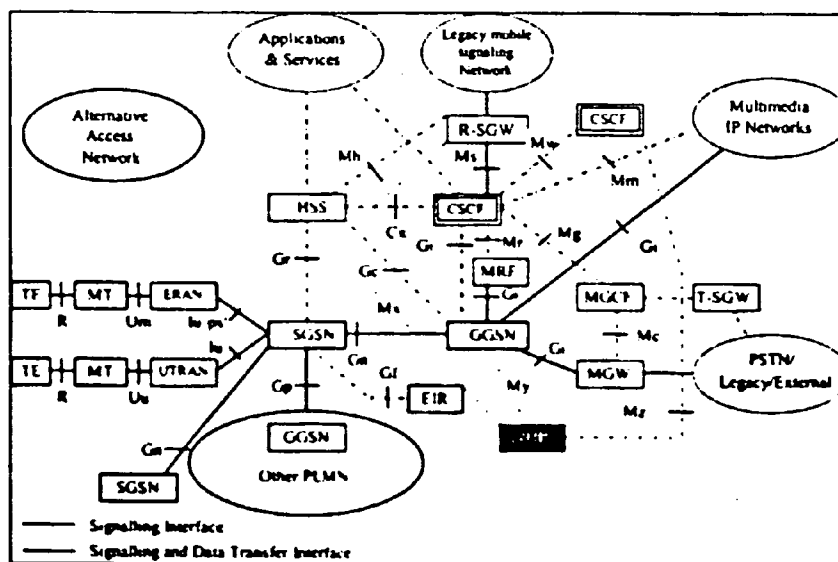 Applications
& Services
Legacy mobile
signaling
Network
Alternative
Access
Network
R-SGW
CSCF
Multimedia
IP Networks
Mh
Ms
Mw
Mm
HSS
CSCF
Cx
Gr
Gc
Gi
Mr
Mg
Gi
MRF
TE
MT
ERAN
MGCF
T-SGW
R
Um
Iu ps
SGSN
Gn
GGSN
Mc
Iu
Gi
TE
MT
UTRAN
MGW
PSTN/
Legacy/External
R
Uu
Gp
Gf
EIR
My
Mz
GGSN
Gn
SGSN
Other PLMN
Signalling Interface
Signalling and Data Transfer Interface